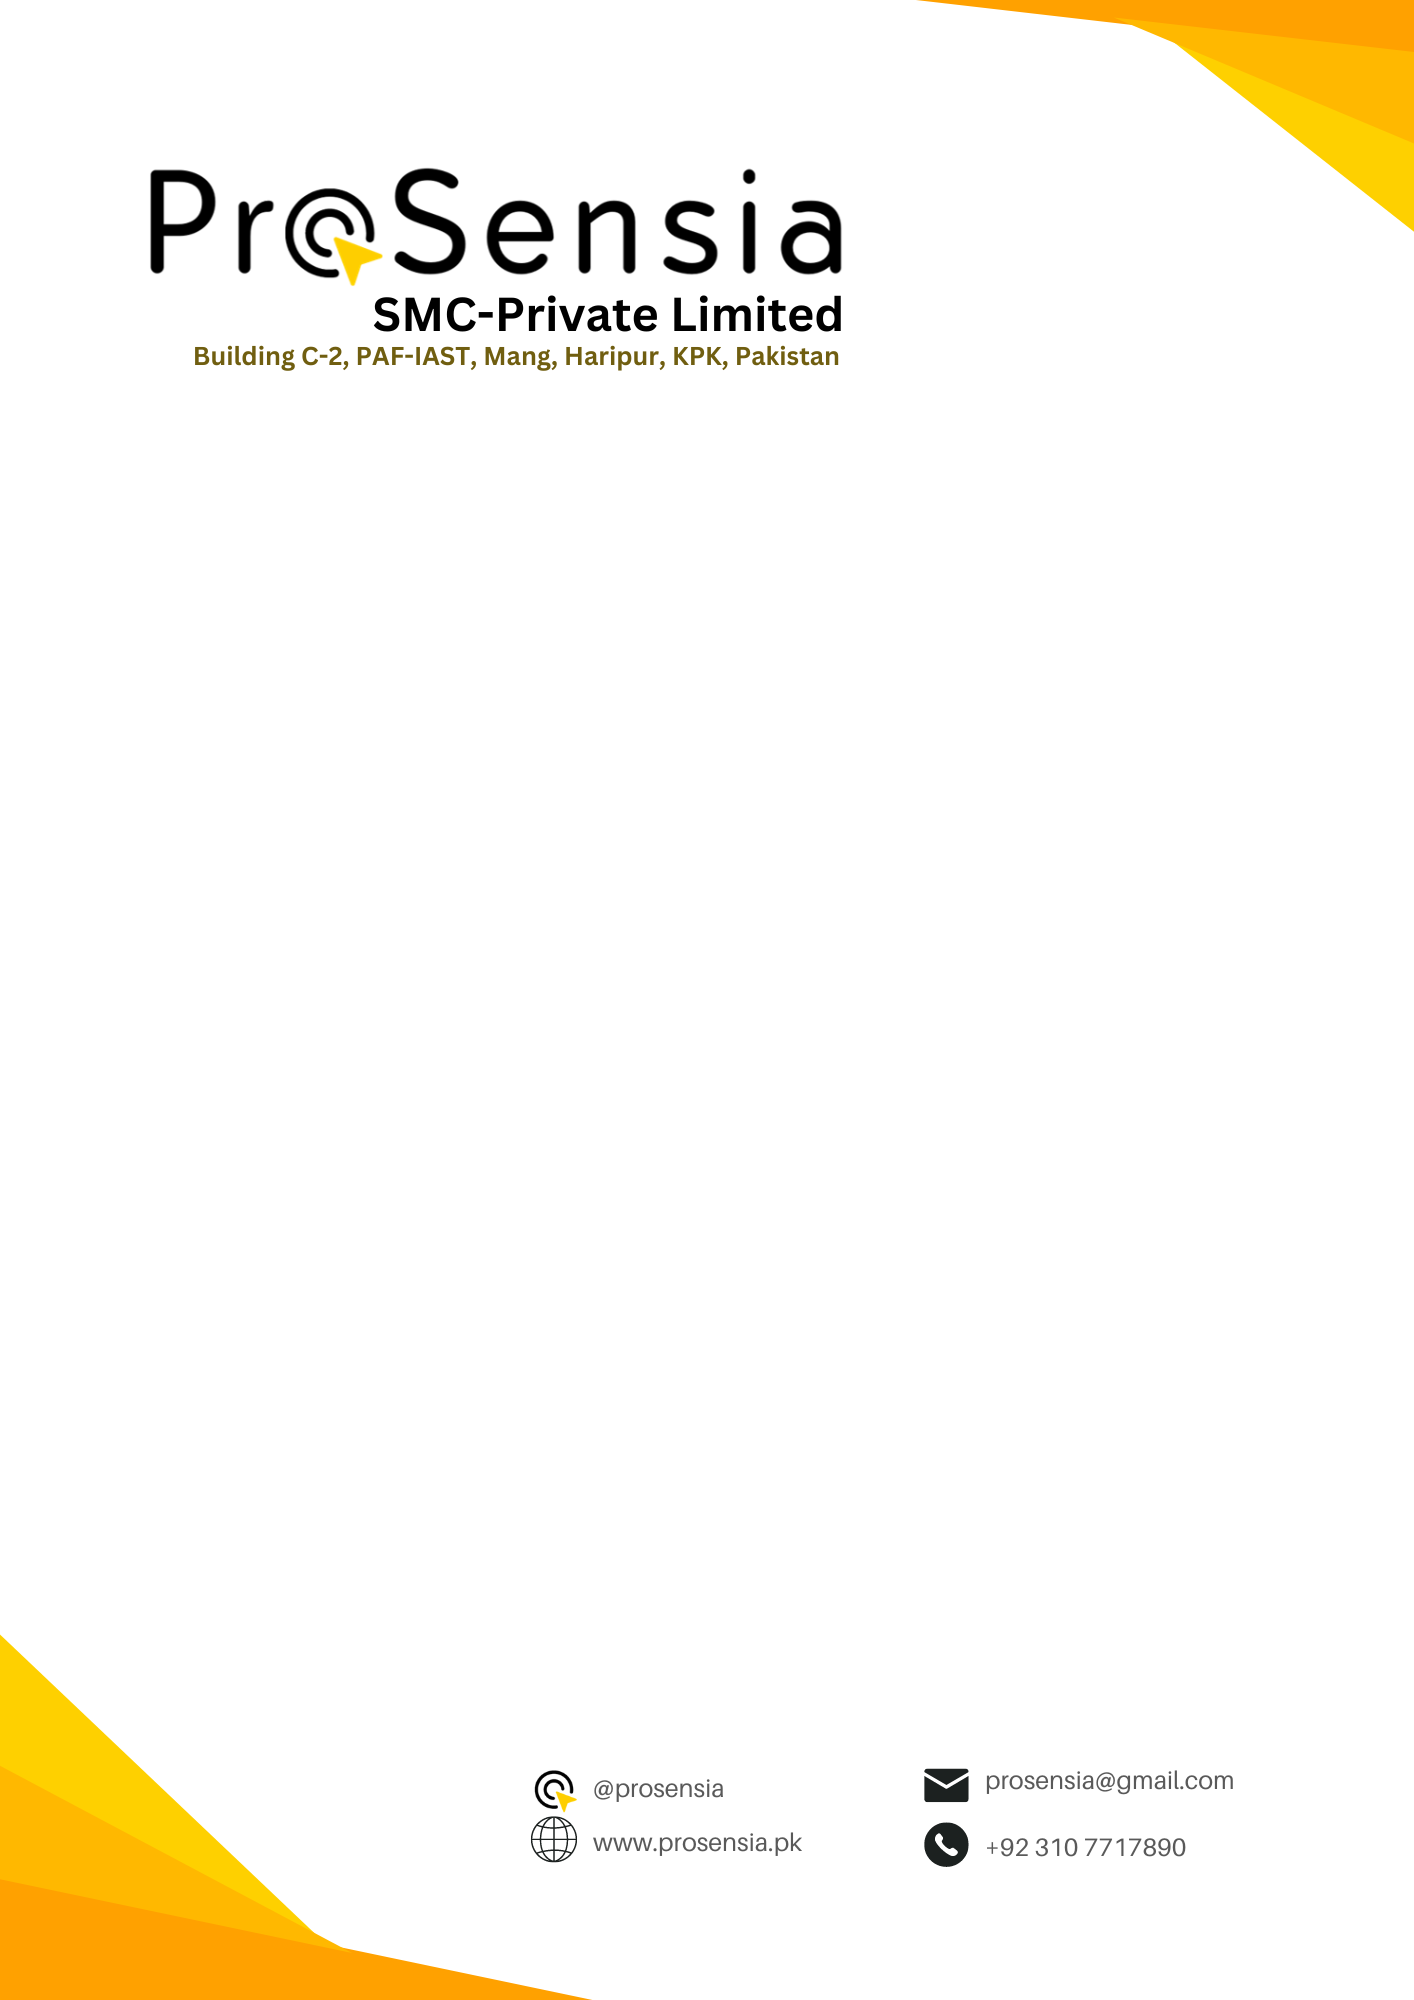 ProSensia
SMC-Private Limited
Building C-2, PAF-IAST, Mang, Haripur, KPK, Pakistan
@prosensia
www.prosensia.pk
prosensia@gmail.com
+92 310 7717890